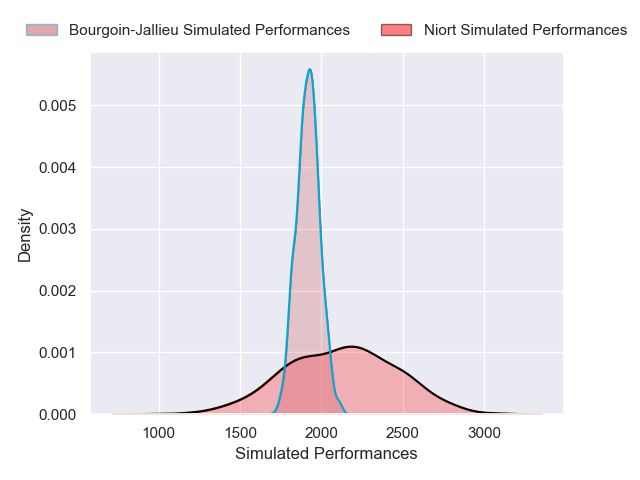 Bourgoin-Jallieu Simulated Performances
Niort Simulated Performances
0.005
0.004
0.003
0.002
0.001
0.000
Density
1000
1500
2000
2500
3000
Simulated Performances